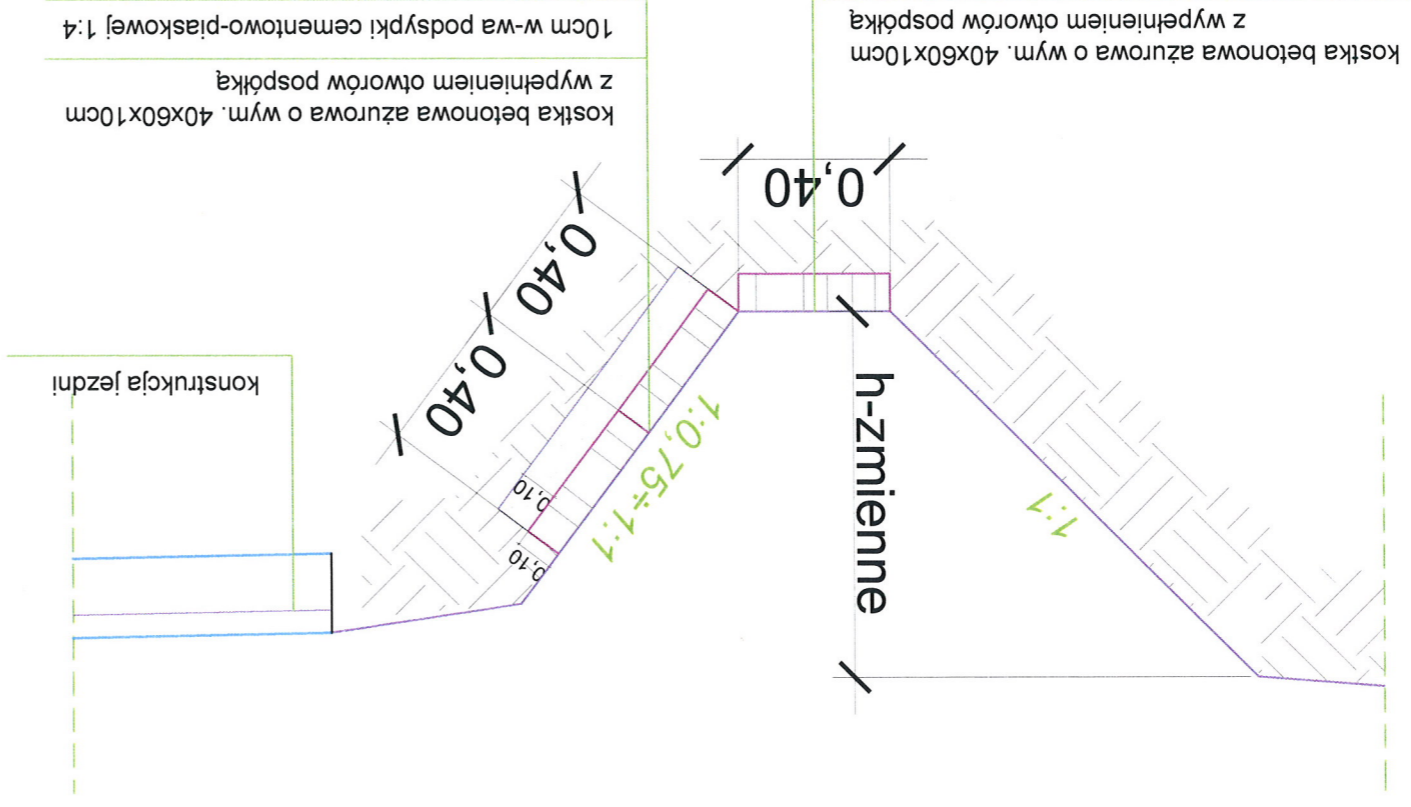 h-zmienne
1:1
1:0,75÷1:1
0,10
0,10
konstrukcja jezdni
0,40
0,40
0,40
kostka betonowa ażurowa o wym. 40x60x10cm
z wypełnieniem otworów pospółką
kostka betonowa ażurowa o wym. 40x60x10cm
z wypełnieniem otworów pospółką
10cm w-wa podsypki cementowo-piaskowej 1:4